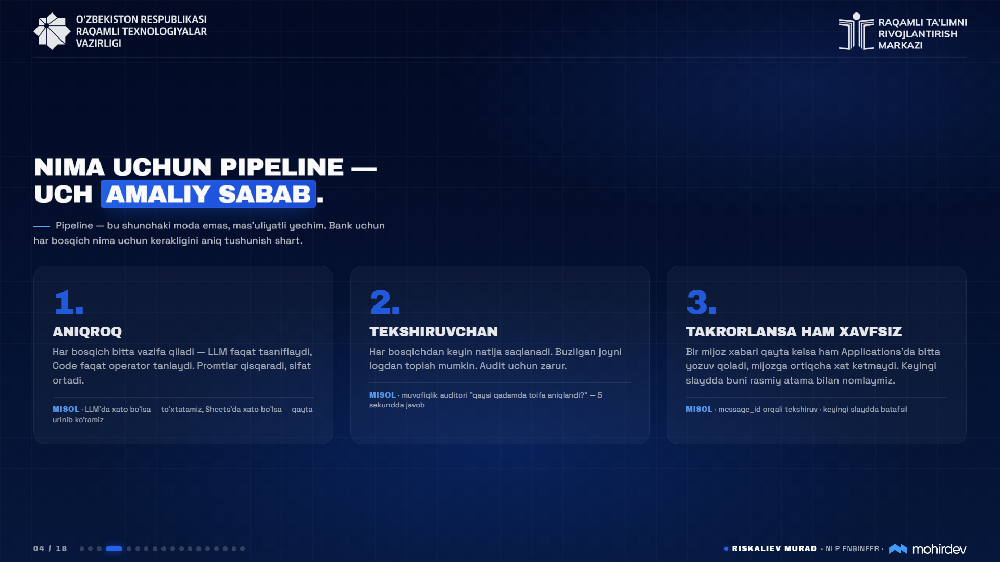 O'ZBEKISTON RESPUBLIKASI
RAQAMLI TEXNOLOGIYALAR
VAZIRLIGI
RAQAMLI TA'LIMNI
RIVOJLANTIRISH
MARKAZI
NIMA UCHUN PIPELINE —
UCH AMALIY SABAB.
Pipeline — bu shunchaki moda emas, mas’uliyatli yechim. Bank uchun
har bosqich nima uchun kerakligini aniq tushunish shart.
1.
ANIQROQ
Har bosqich bitta vazifa qiladi — LLM faqat tasniflaydi,
Code faqat operator tanlaydi. Promtlar qisqaradi, sifat
ortadi.
MISOL · LLM’da xato bo’lsa — to’xtatamiz, Sheets’da xato bo’lsa — qayta
urinib ko’ramiz
2.
TEKSHIRUVCHAN
Har bosqichdan keyin natija saqlanadi. Buzilgan joyni
logdan topish mumkin. Audit uchun zarur.
MISOL · muvofiqlik auditori ”qaysi qadamda toifa aniqlandi?” — 5
sekundda javob
3.
TAKRORLANSA HAM XAVFSIZ
Bir mijoz xabari qayta kelsa ham Applications’da bitta
yozuv qoladi, mijozga ortiqcha xat ketmaydi. Keyingi
slaydda buni rasmiy atama bilan nomlaymiz.
MISOL · message_id orqali tekshiruv · keyingi slaydda batafsil
04 / 18
RISKALIEV MURAD · NLP ENGINEER · mohirdev